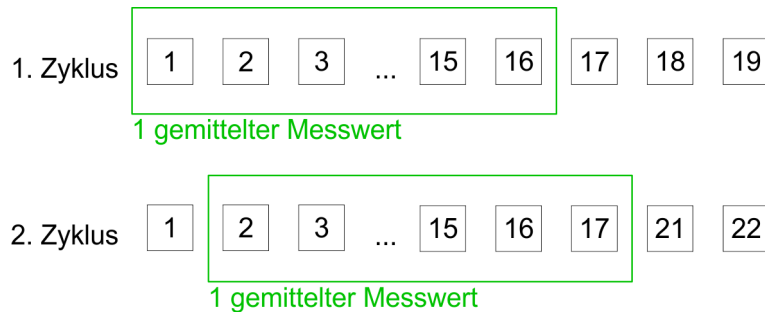 1. Zyklus 1 2 3 ... 15 16 17 18 19
1 gemittelter Messwert
2. Zyklus 1 2 3 ... 15 16 17 21 22
1 gemittelter Messwert